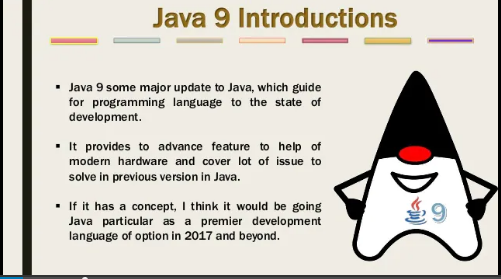 Java 9 Introductions
▪ Java 9 some major update to Java, which guide
for programming language to the state of
development.
▪ It provides to advance feature to help of
modern hardware and cover lot of issue to
solve in previous version in Java.
▪ If it has a concept, I think it would be going
Java particular as a premier development
language of option in 2017 and beyond.
9